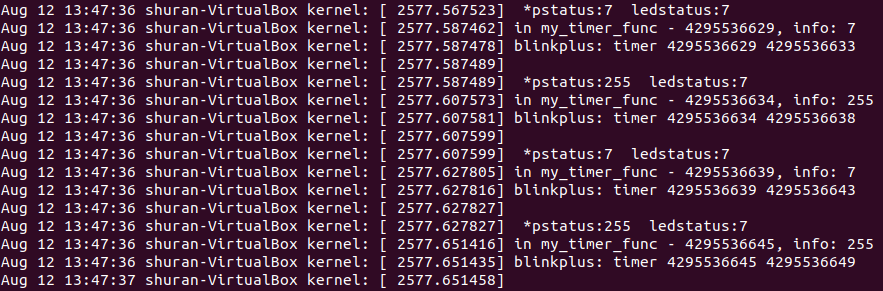 Aug 12 13:47:36 shuran-VirtualBox kernel: [ 2577.567523]  *pstatus:7  ledstatus:7
Aug 12 13:47:36 shuran-VirtualBox kernel: [ 2577.587462] in my_timer_func - 4295536629, info: 7
Aug 12 13:47:36 shuran-VirtualBox kernel: [ 2577.587478] blinkplus: timer 4295536629 4295536633
Aug 12 13:47:36 shuran-VirtualBox kernel: [ 2577.587489]
Aug 12 13:47:36 shuran-VirtualBox kernel: [ 2577.587489]  *pstatus:255  ledstatus:7
Aug 12 13:47:36 shuran-VirtualBox kernel: [ 2577.607573] in my_timer_func - 4295536634, info: 255
Aug 12 13:47:36 shuran-VirtualBox kernel: [ 2577.607581] blinkplus: timer 4295536634 4295536638
Aug 12 13:47:36 shuran-VirtualBox kernel: [ 2577.607599]
Aug 12 13:47:36 shuran-VirtualBox kernel: [ 2577.607599]  *pstatus:7  ledstatus:7
Aug 12 13:47:36 shuran-VirtualBox kernel: [ 2577.627805] in my_timer_func - 4295536639, info: 7
Aug 12 13:47:36 shuran-VirtualBox kernel: [ 2577.627816] blinkplus: timer 4295536639 4295536643
Aug 12 13:47:36 shuran-VirtualBox kernel: [ 2577.627827]
Aug 12 13:47:36 shuran-VirtualBox kernel: [ 2577.627827]  *pstatus:255  ledstatus:7
Aug 12 13:47:36 shuran-VirtualBox kernel: [ 2577.651416] in my_timer_func - 4295536645, info: 255
Aug 12 13:47:36 shuran-VirtualBox kernel: [ 2577.651435] blinkplus: timer 4295536645 4295536649
Aug 12 13:47:37 shuran-VirtualBox kernel: [ 2577.651458]